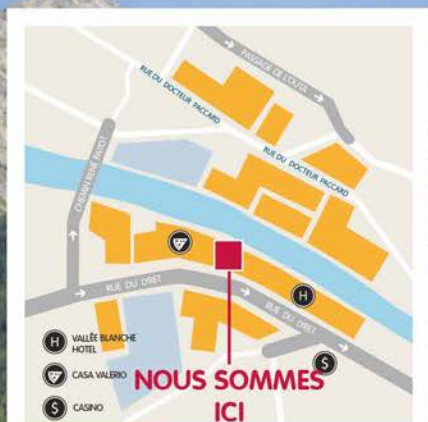 PASSAGE DE L'OUTA
RUE DU DOCTEUR PACCARD
RUE DU DOCTEUR PACCARD
CHEMIN RENÉ PAYOT
RUE DU LYRET
RUE DU LYRET
H
H VALLÉE BLANCHE
HOTEL
CASA VALERIO
$ CASINO
$
NOUS SOMMES
ICI